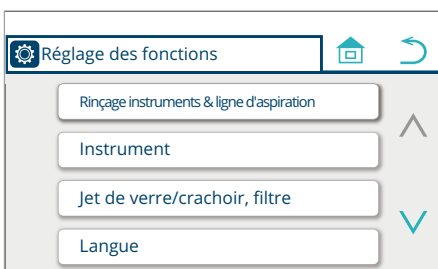 Réglage des fonctions
Rinçage instruments & ligne d'aspiration
Instrument
Jet de verre/crachoir, filtre
Langue